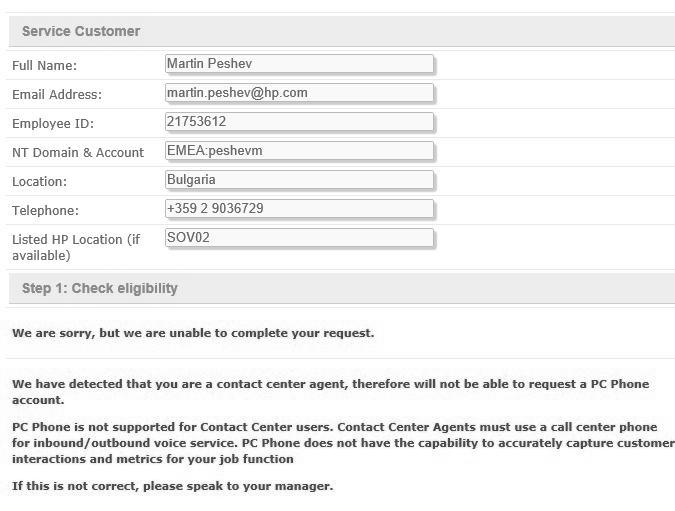 Service Customer
Full Name: Martin Peshev
Email Address: martin.peshev@hp.com
Employee ID: 21753612
NT Domain & Account EMEA:peshevm
Location: Bulgaria
Telephone: +359 2 9036729
Listed HP Location (if SOV02
available)
Step 1: Check eligibility
We are sorry, but we are unable to complete your request.
We have detected that you are a contact center agent, therefore will not be able to request a PC Phone
account.
PC Phone is not supported for Contact Center users. Contact Center Agents must use a call center phone
for inbound/outbound voice service. PC Phone does not have the capability to accurately capture customer
interactions and metrics for your job function
If this is not correct, please speak to your manager.